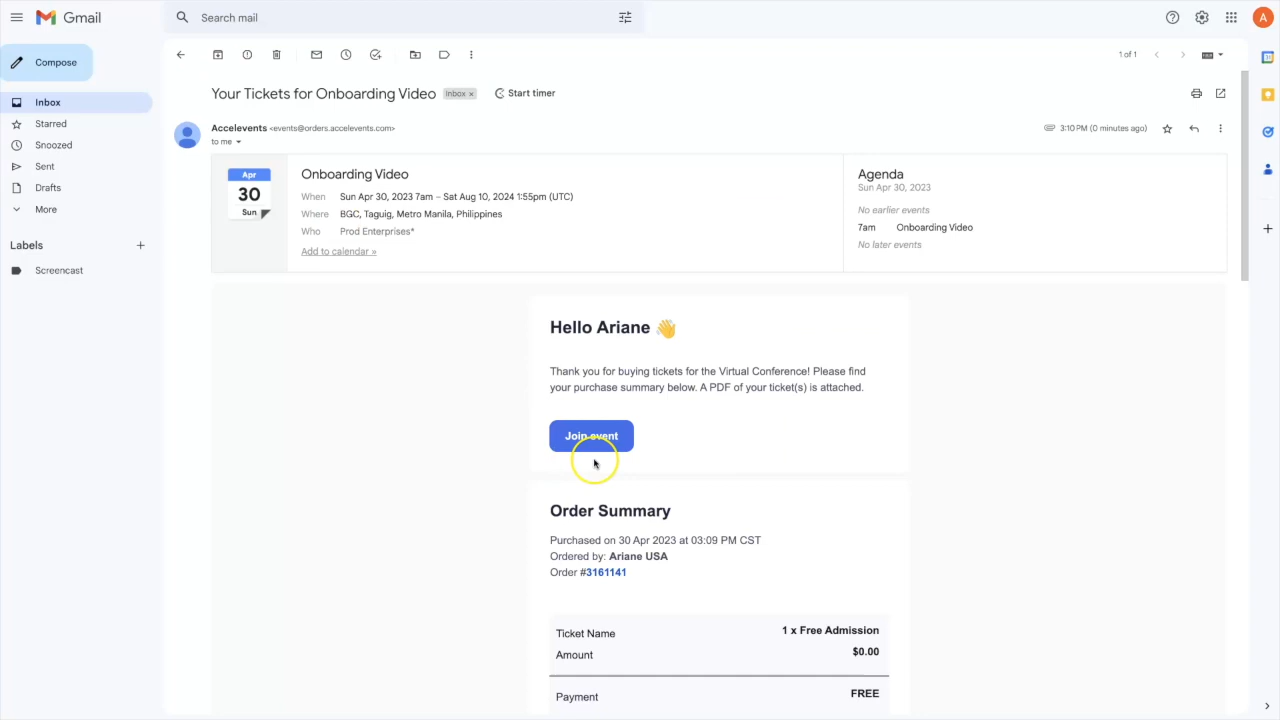 Gmail
Search mail
A
Compose
Inbox
Starred
Snoozed
Sent
Drafts
More
Labels
Screencast
1 of 1
Your Tickets for Onboarding Video
Inbox ×
Start timer
Accelevents <events@orders.accelevents.com>
to me
3:10 PM (0 minutes ago)
Apr
30
Sun
Onboarding Video
When Sun Apr 30, 2023 7am – Sat Aug 10, 2024 1:55pm (UTC)
Where BGC, Taguig, Metro Manila, Philippines
Who Prod Enterprises*
Add to calendar »
Agenda
Sun Apr 30, 2023
No earlier events
7am Onboarding Video
No later events
Hello Ariane 👋
Thank you for buying tickets for the Virtual Conference! Please find
your purchase summary below. A PDF of your ticket(s) is attached.
Join event
Order Summary
Purchased on 30 Apr 2023 at 03:09 PM CST
Ordered by: Ariane USA
Order #3161141
Ticket Name 1 x Free Admission
Amount $0.00
Payment FREE